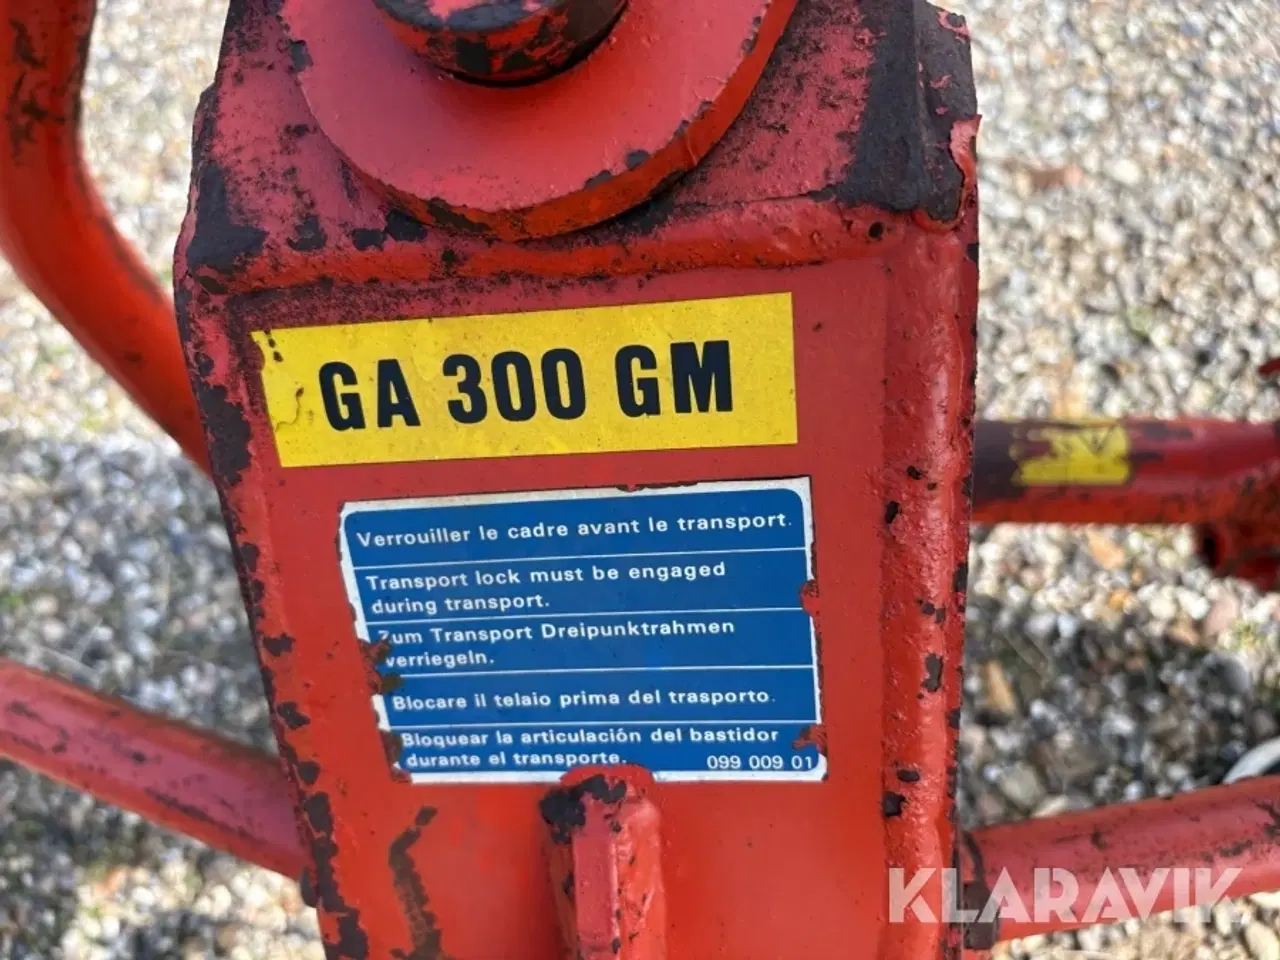 GA 300 GM
Verrouiller le cadre avant le transport.
Transport lock must be engaged
during transport.
Zum Transport Dreipunktrahmen
verriegeln.
Blocare il telaio prima del trasporto.
Bloquear la articulación del bastidor
durante el transporte. 099 009 01
KLARAVIK